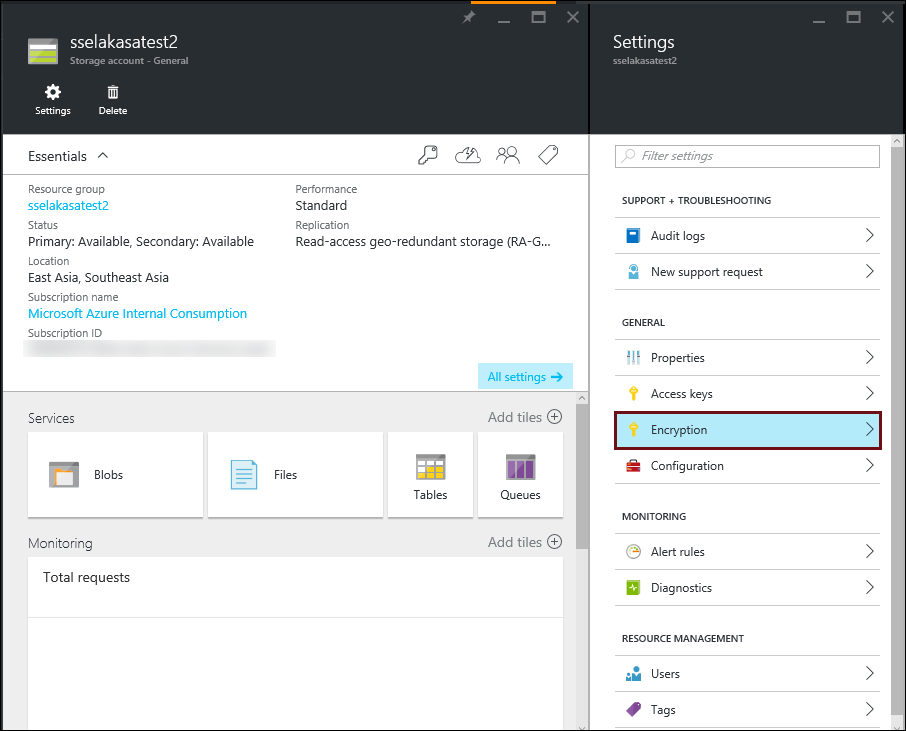 sselakasatest2
Storage account - General
Settings
Delete
Essentials
Resource group
sselakasatest2
Status
Primary: Available, Secondary: Available
Location
East Asia, Southeast Asia
Subscription name
Microsoft Azure Internal Consumption
Subscription ID
Performance
Standard
Replication
Read-access geo-redundant storage (RA-G...
All settings
Services
Add tiles
Blobs
Files
Tables
Queues
Monitoring
Add tiles
Total requests
Settings
sselakasatest2
Filter settings
SUPPORT + TROUBLESHOOTING
Audit logs
New support request
GENERAL
Properties
Access keys
Encryption
Configuration
MONITORING
Alert rules
Diagnostics
RESOURCE MANAGEMENT
Users
Tags